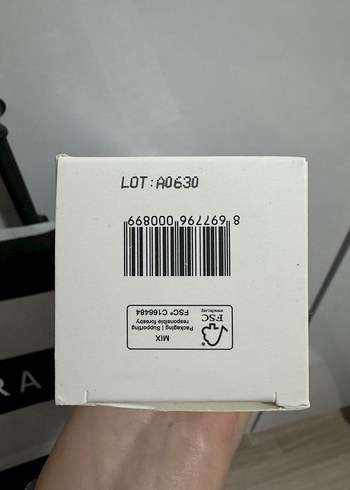 LOT:A0630
8 697796 000899
FSC
www.fsc.org
MIX
Packaging | Supporting
responsible forestry
FSC® C166484
RA